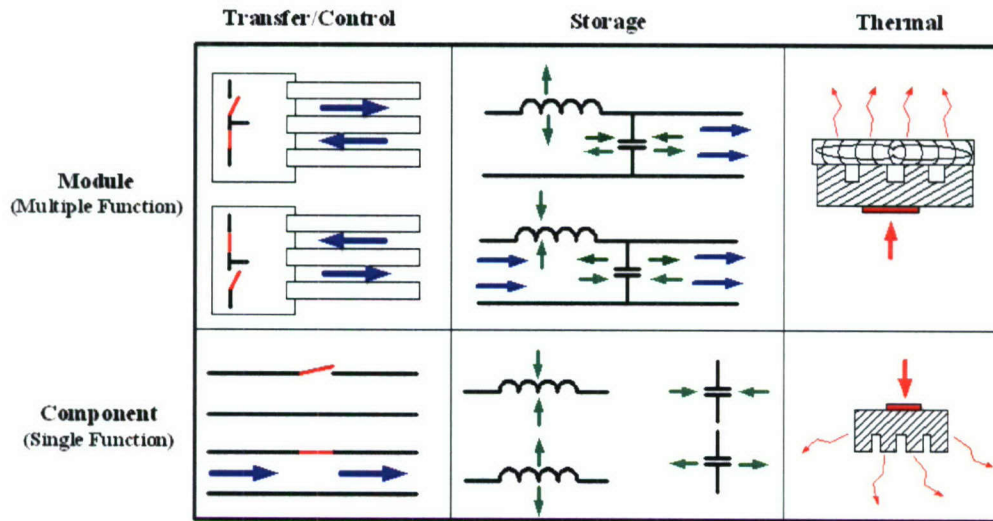 Transfer/Control
Storage
Thermal
Module
(Multiple Function)
Component
(Single Function)